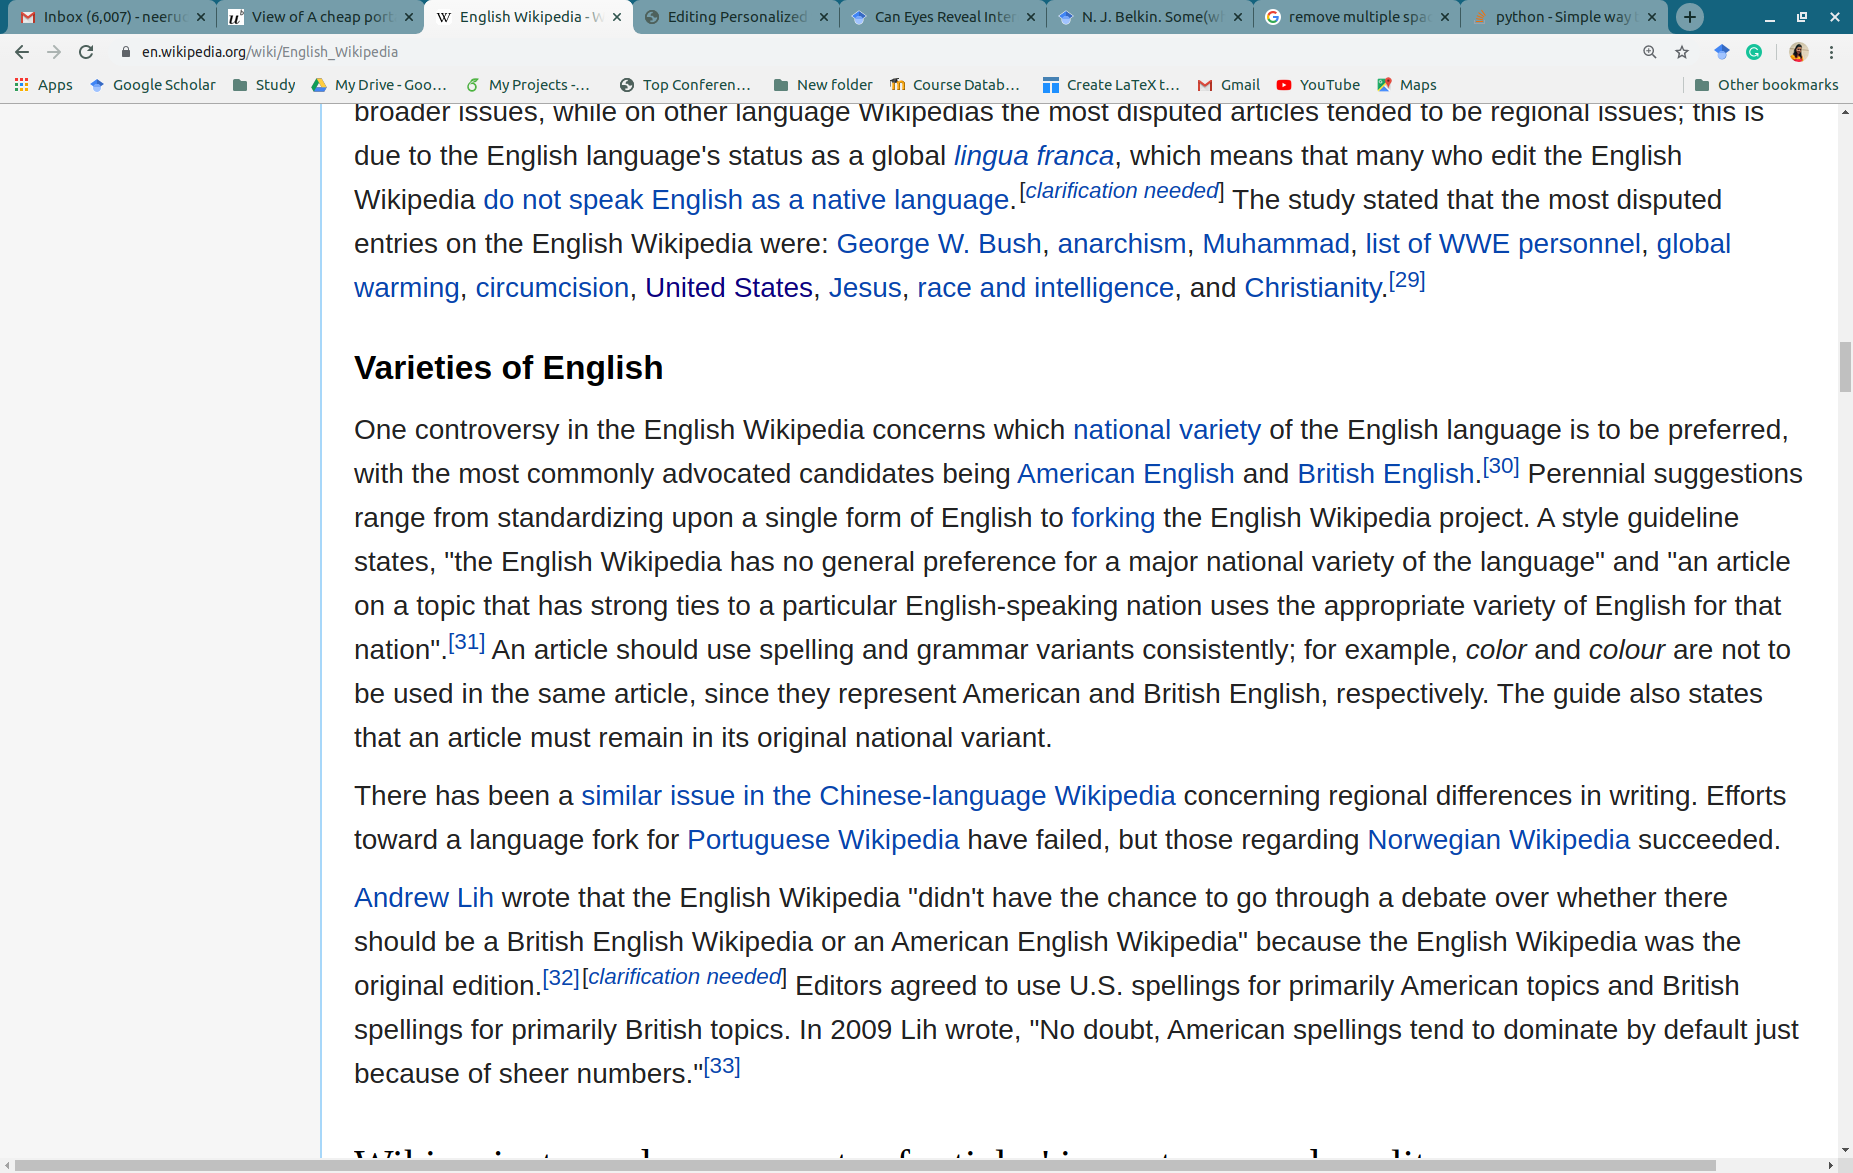 Inbox (6,007) - neeru
View of A cheap port
English Wikipedia - W
Editing Personalized
Can Eyes Reveal Inter
N. J. Belkin. Some(w
remove multiple spa
python - Simple way
en.wikipedia.org/wiki/English_Wikipedia
Apps
Google Scholar
Study
My Drive - Goo...
My Projects -...
Top Conferen...
New folder
Course Datab...
Create LaTeX t...
Gmail
YouTube
Maps
Other bookmarks
broader issues, while on other language Wikipedias the most disputed articles tended to be regional issues; this is
due to the English language's status as a global lingua franca, which means that many who edit the English
Wikipedia do not speak English as a native language.[clarification needed] The study stated that the most disputed
entries on the English Wikipedia were: George W. Bush, anarchism, Muhammad, list of WWE personnel, global
warming, circumcision, United States, Jesus, race and intelligence, and Christianity.[29]
Varieties of English
One controversy in the English Wikipedia concerns which national variety of the English language is to be preferred,
with the most commonly advocated candidates being American English and British English.[30] Perennial suggestions
range from standardizing upon a single form of English to forking the English Wikipedia project. A style guideline
states, "the English Wikipedia has no general preference for a major national variety of the language" and "an article
on a topic that has strong ties to a particular English-speaking nation uses the appropriate variety of English for that
nation".[31] An article should use spelling and grammar variants consistently; for example, color and colour are not to
be used in the same article, since they represent American and British English, respectively. The guide also states
that an article must remain in its original national variant.
There has been a similar issue in the Chinese-language Wikipedia concerning regional differences in writing. Efforts
toward a language fork for Portuguese Wikipedia have failed, but those regarding Norwegian Wikipedia succeeded.
Andrew Lih wrote that the English Wikipedia "didn't have the chance to go through a debate over whether there
should be a British English Wikipedia or an American English Wikipedia" because the English Wikipedia was the
original edition.[32][clarification needed] Editors agreed to use U.S. spellings for primarily American topics and British
spellings for primarily British topics. In 2009 Lih wrote, "No doubt, American spellings tend to dominate by default just
because of sheer numbers."[33]